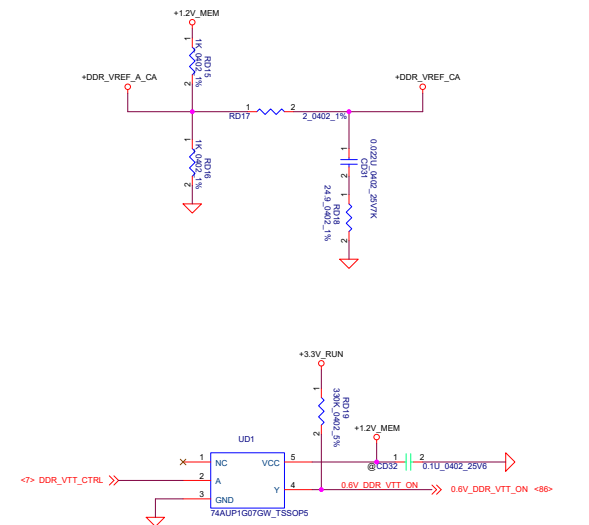 +1.2V_MEM
1
RD15
1K_0402_1%
2
+DDR_VREF_A_CA
+DDR_VREF_CA
1
2
RD17
2_0402_1%
1
RD16
1K_0402_1%
2
1
0.022U_0402_25V7K
CD31
2
1
RD18
24.9_0402_1%
2
+3.3V_RUN
1
RD19
330K_0402_5%
2
+1.2V_MEM
UD1
1
NC
VCC
5
@CD32
1
2
0.1U_0402_25V6
<7> DDR_VTT_CTRL
2
A
3
GND
Y
4
0.6V_DDR_VTT_ON
0.6V_DDR_VTT_ON <86>
74AUP1G07GW_TSSOP5